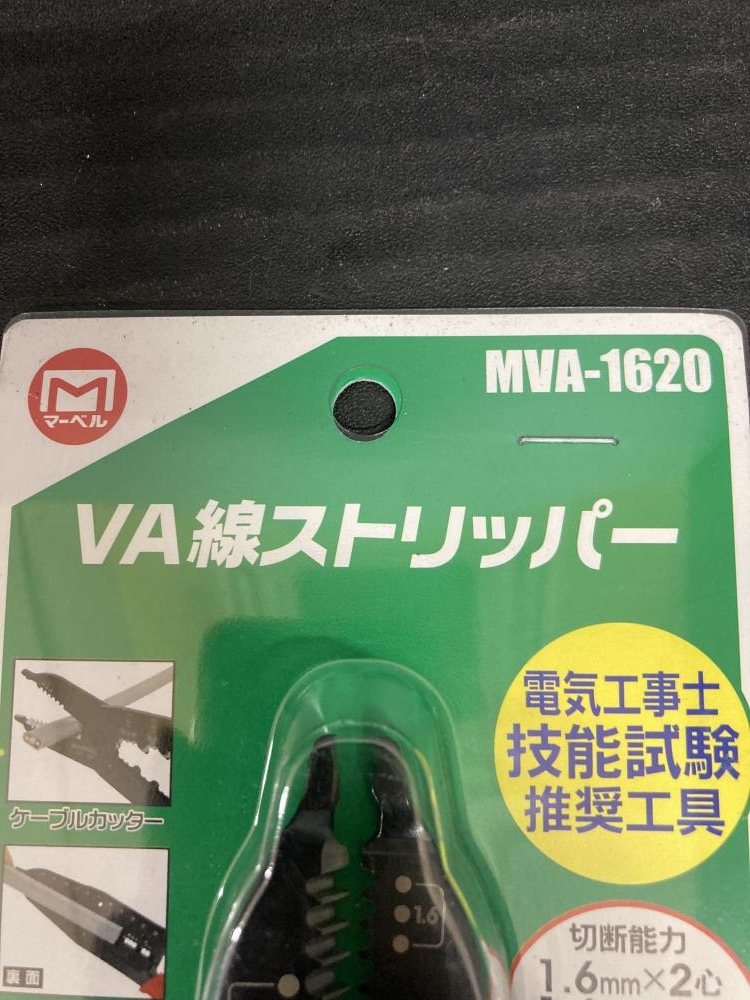 マーベル
MVA-1620
VA線ストリッパー
電気工事士
技能試験
推奨工具
ケーブルカッター
1.6
裏面
切断能力
1.6mm×2心